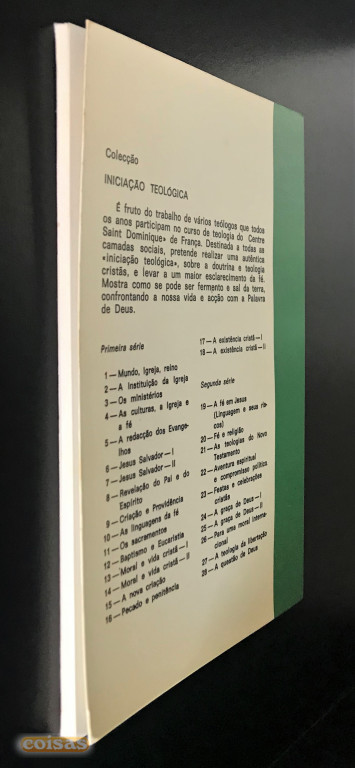 Colecção
INICIAÇÃO TEOLÓGICA
É fruto do trabalho de vários teólogos que todos
os anos participam no curso de teologia do Centre
Saint Dominique» de França. Destinada a todas as
camadas sociais, pretende realizar uma autêntica
«iniciação teológica», sobre a doutrina e teologia
cristãs, e levar a um maior esclarecimento da fé.
Mostra como se pode ser fermento e sal da terra,
confrontando a nossa vida e acção com a Palavra
de Deus.
Primeira série
1 — Mundo, Igreja, reino
2 — A Instituição da Igreja
3 — Os ministérios
4 — As culturas, a Igreja e
a fé
5 — A redacção dos Evange-
lhos
6 — Jesus Salvador — I
7 — Jesus Salvador — II
8 — Revelação do Pai e do
Espírito
9 — Criação e Providência
10 — As linguagens da fé
11 — Os sacramentos
12 — Baptismo e Eucaristia
13 — Moral e vida cristã — I
14 — Moral e vida cristã — II
15 — A nova criação
16 — Pecado e penitência
17 — A existência cristã — I
18 — A existência cristã — II
Segunda série
19 — A fé em Jesus
(Linguagem e seus ris-
cos)
20 — Fé e religião
21 — As teologias do Novo
Testamento
22 — Aventura espiritual
e compromisso político
23 — Festas e celebrações
cristãs
24 — A graça de Deus — I
25 — A graça de Deus — II
26 — Para uma moral interna-
cional
27 — A teologia da libertação
28 — A questão de Deus
coisas